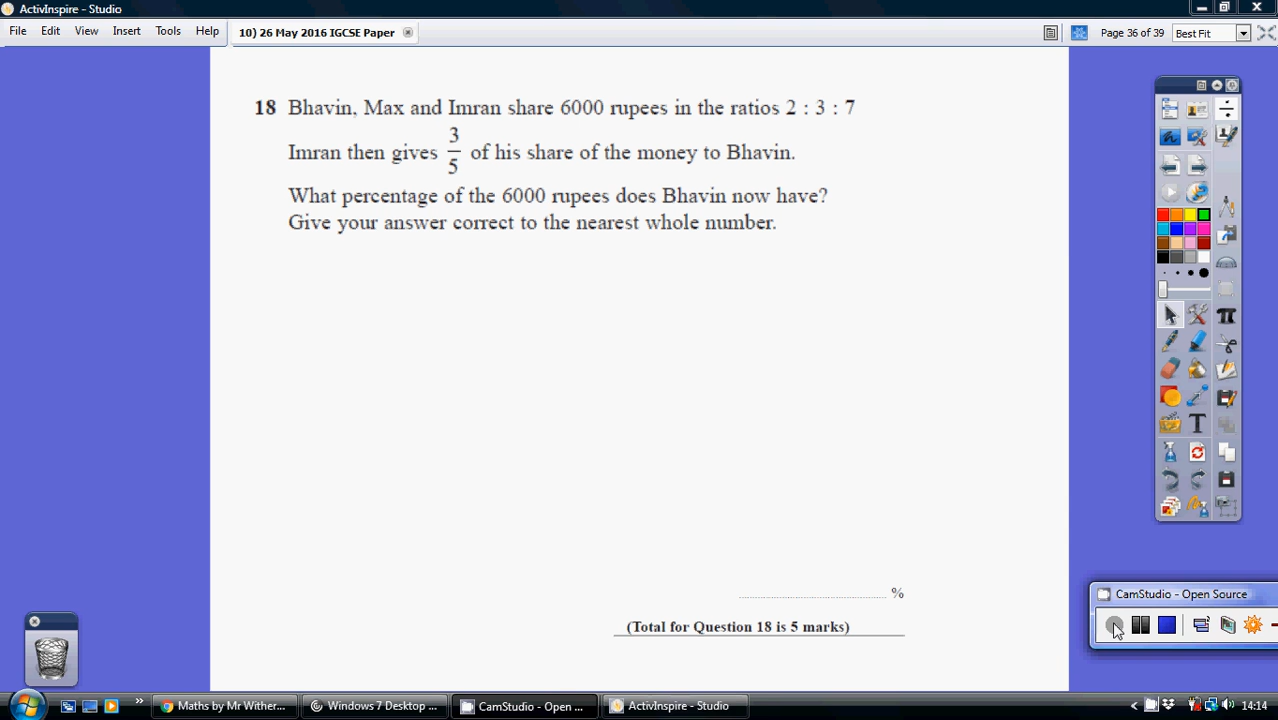 ActivInspire - Studio
File Edit View Insert Tools Help
10) 26 May 2016 IGCSE Paper
Page 36 of 39
Best Fit
18 Bhavin, Max and Imran share 6000 rupees in the ratios 2 : 3 : 7
Imran then gives 3/5 of his share of the money to Bhavin.
What percentage of the 6000 rupees does Bhavin now have?
Give your answer correct to the nearest whole number.
%
(Total for Question 18 is 5 marks)
CamStudio - Open Source
Maths by Mr Wither...
Windows 7 Desktop ...
CamStudio - Open ...
ActivInspire - Studio
14:14